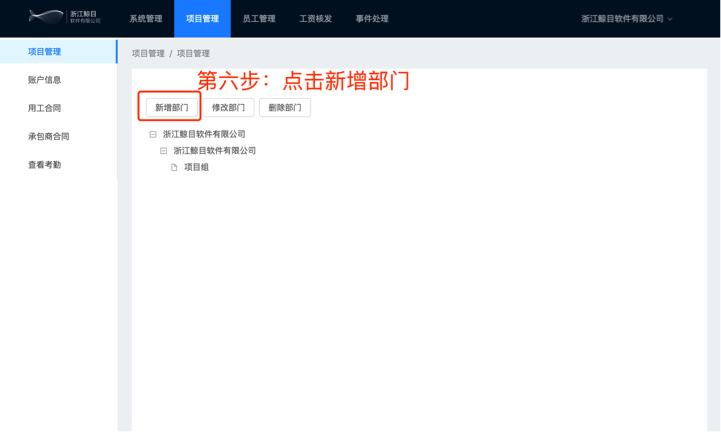 浙江鲸目
软件有限公司
系统管理 项目管理 员工管理 工资核发 事件处理 浙江鲸目软件有限公司
项目管理
账户信息
用工合同
承包商合同
查看考勤
项目管理 / 项目管理
第六步：点击新增部门
新增部门 修改部门 删除部门
浙江鲸目软件有限公司
浙江鲸目软件有限公司
项目组